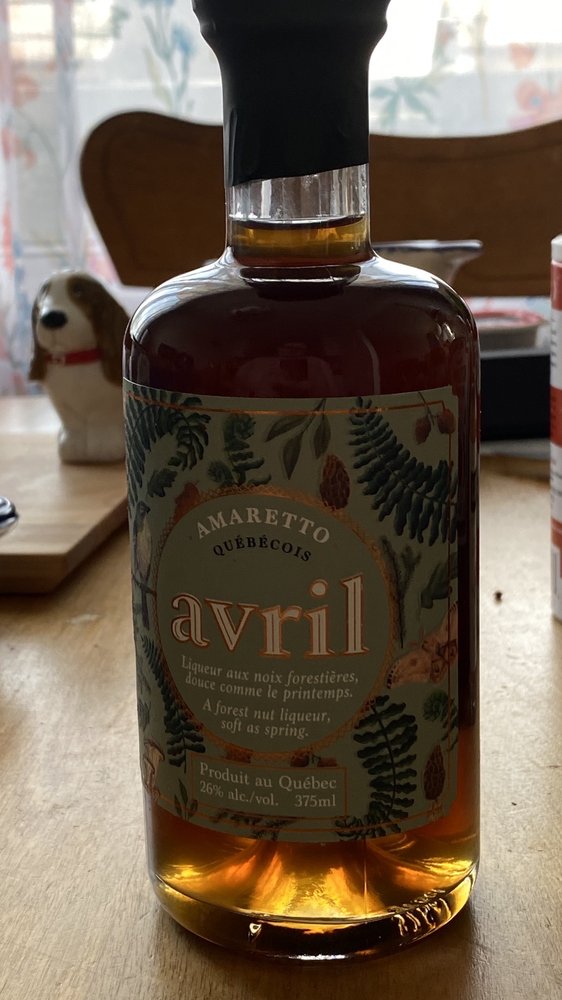 AMARETTO
QUÉBÉCOIS
avril
Liqueur aux noix forestières,
douce comme le printemps.
A forest nut liqueur,
soft as spring.
Produit au Québec
26% alc./vol. 375ml